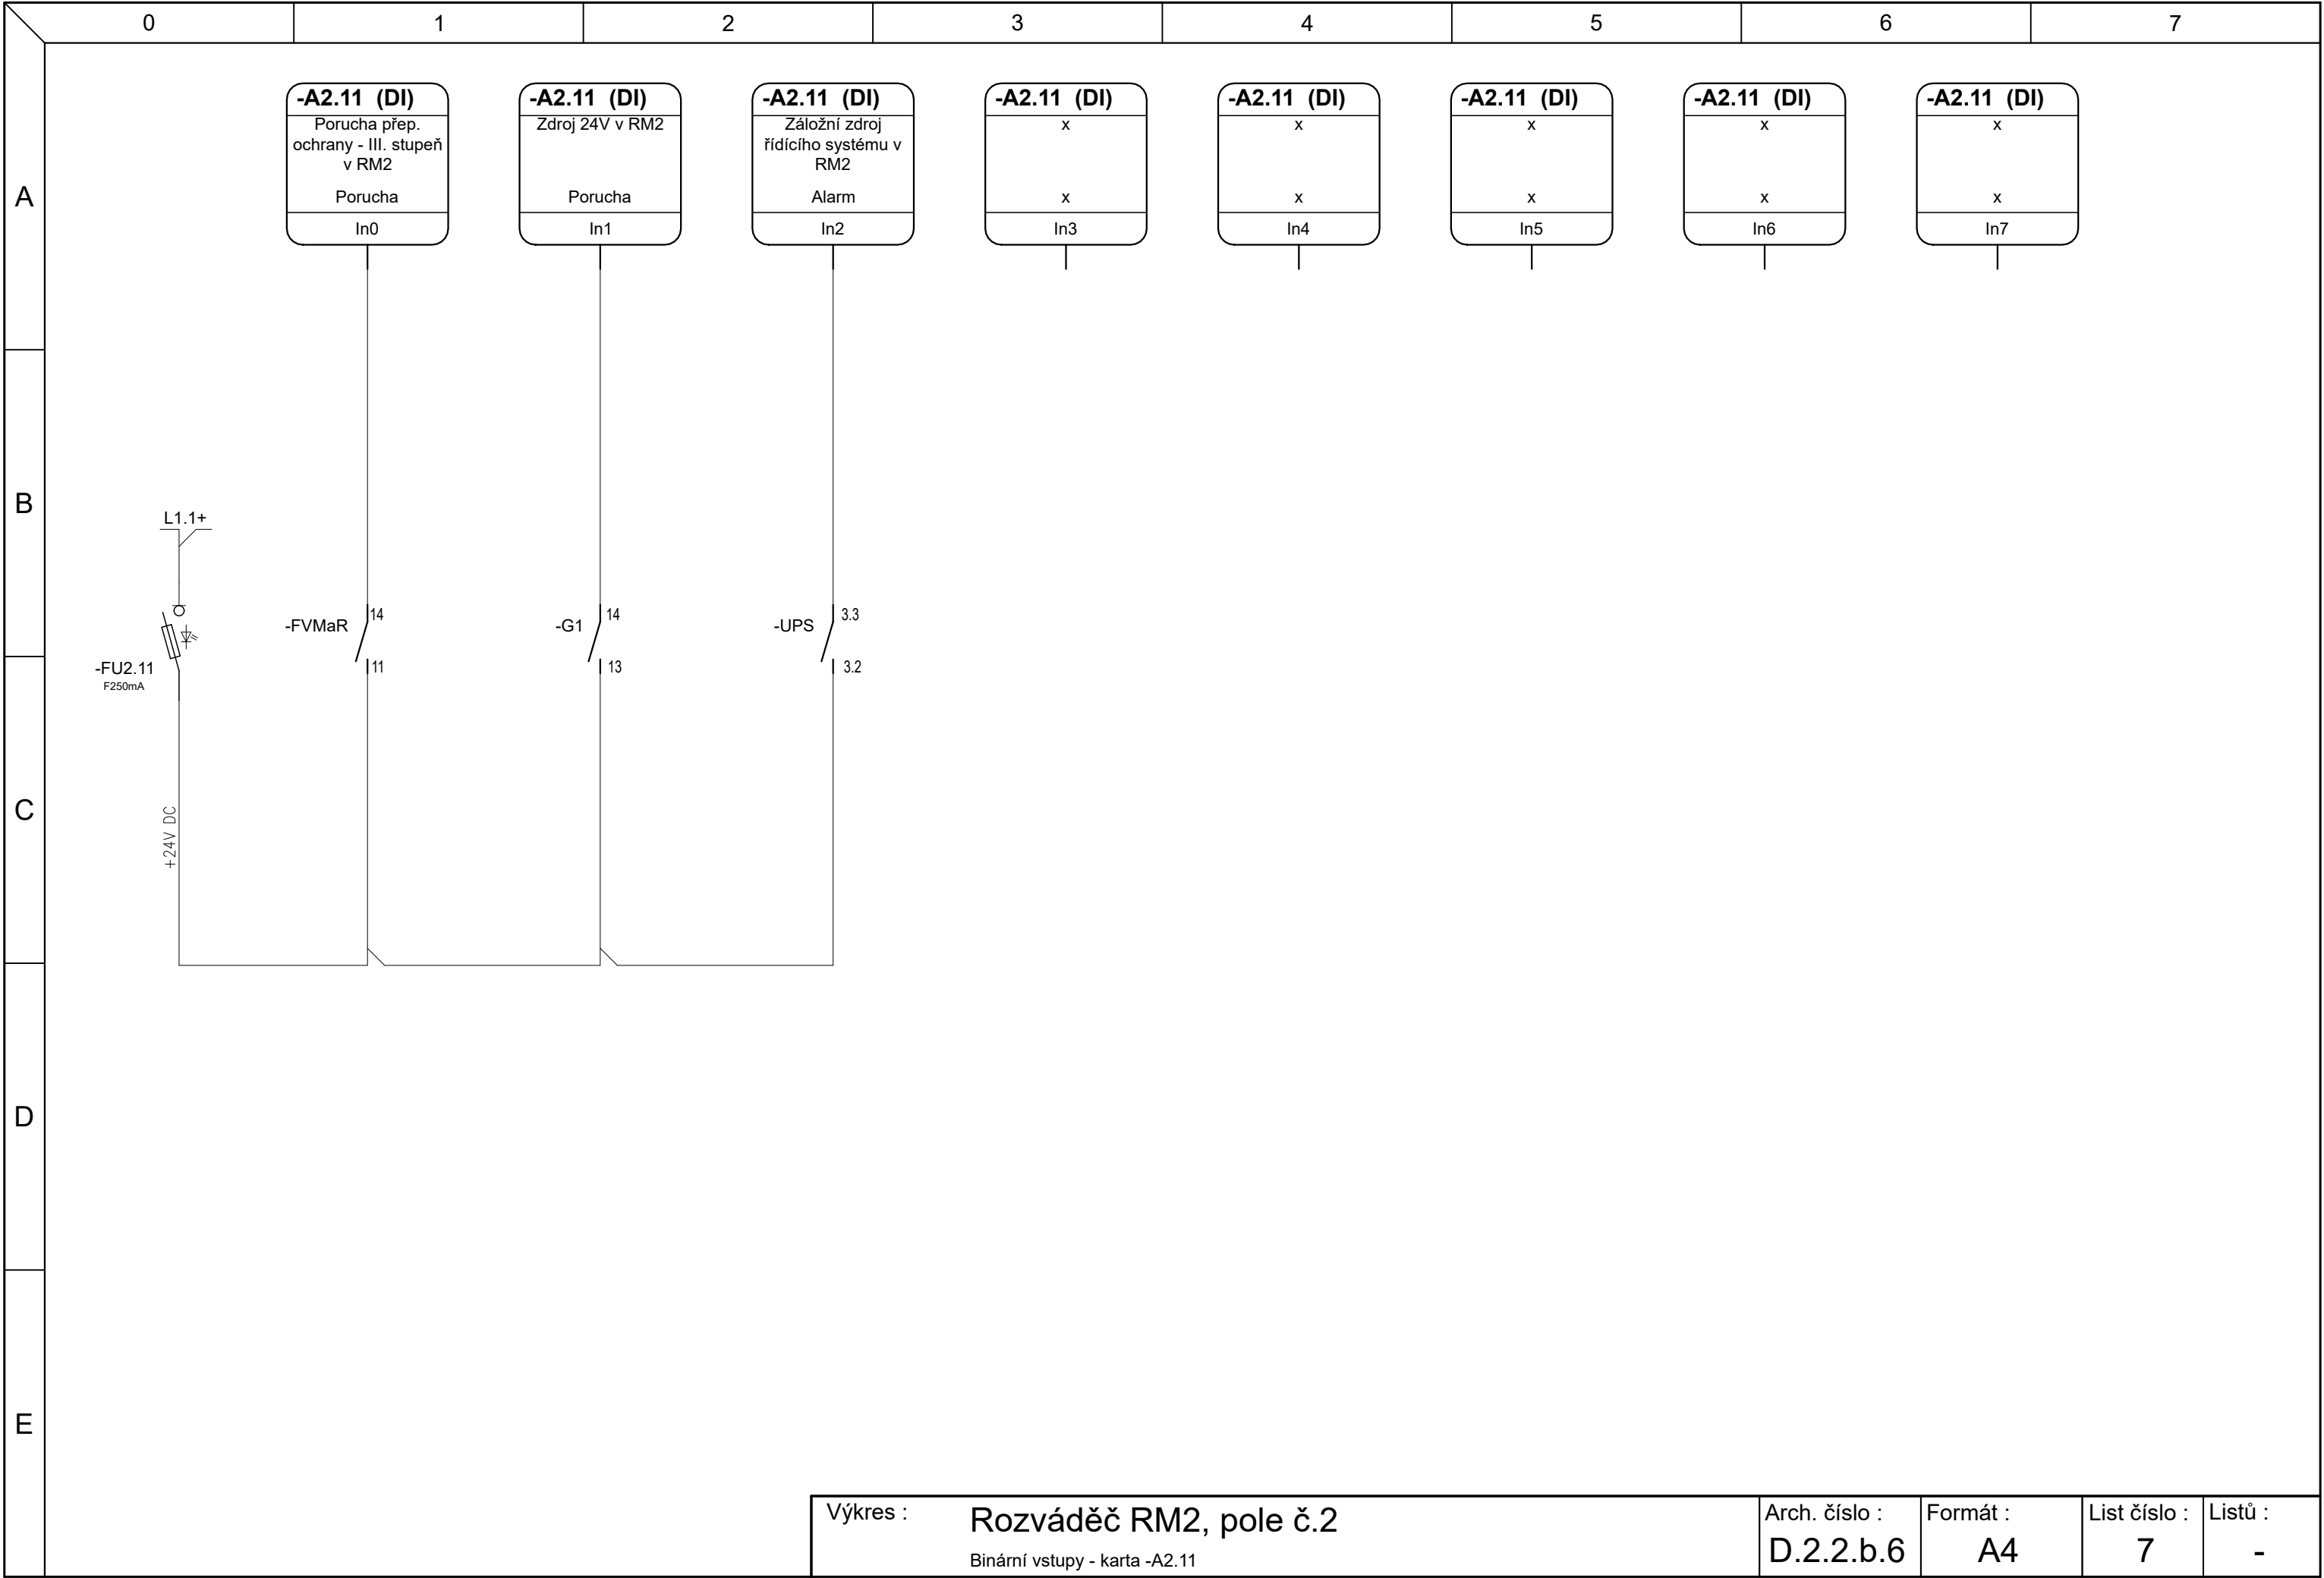 0 1 2 3 4 5 6 7
-A2.11 (DI) -A2.11 (DI) -A2.11 (DI) -A2.11 (DI) -A2.11 (DI) -A2.11 (DI) -A2.11 (DI) -A2.11 (DI)
Porucha přep. Zdroj 24V v RM2 Záložní zdroj x x x x x
ochrany - III. stupeň řídícího systému v
v RM2 RM2
A Porucha Porucha Alarm x x x x x
In0 In1 In2 In3 In4 In5 In6 In7
B
L1.1+
14 14 3.3
-FVMaR -G1 -UPS
-FU2.11 11 13 3.2
F250mA
C
+24V DC
D
E
Výkres : Rozváděč RM2, pole č.2
Binární vstupy - karta -A2.11
Arch. číslo : Formát : List číslo : Listů :
D.2.2.b.6 A4 7 -